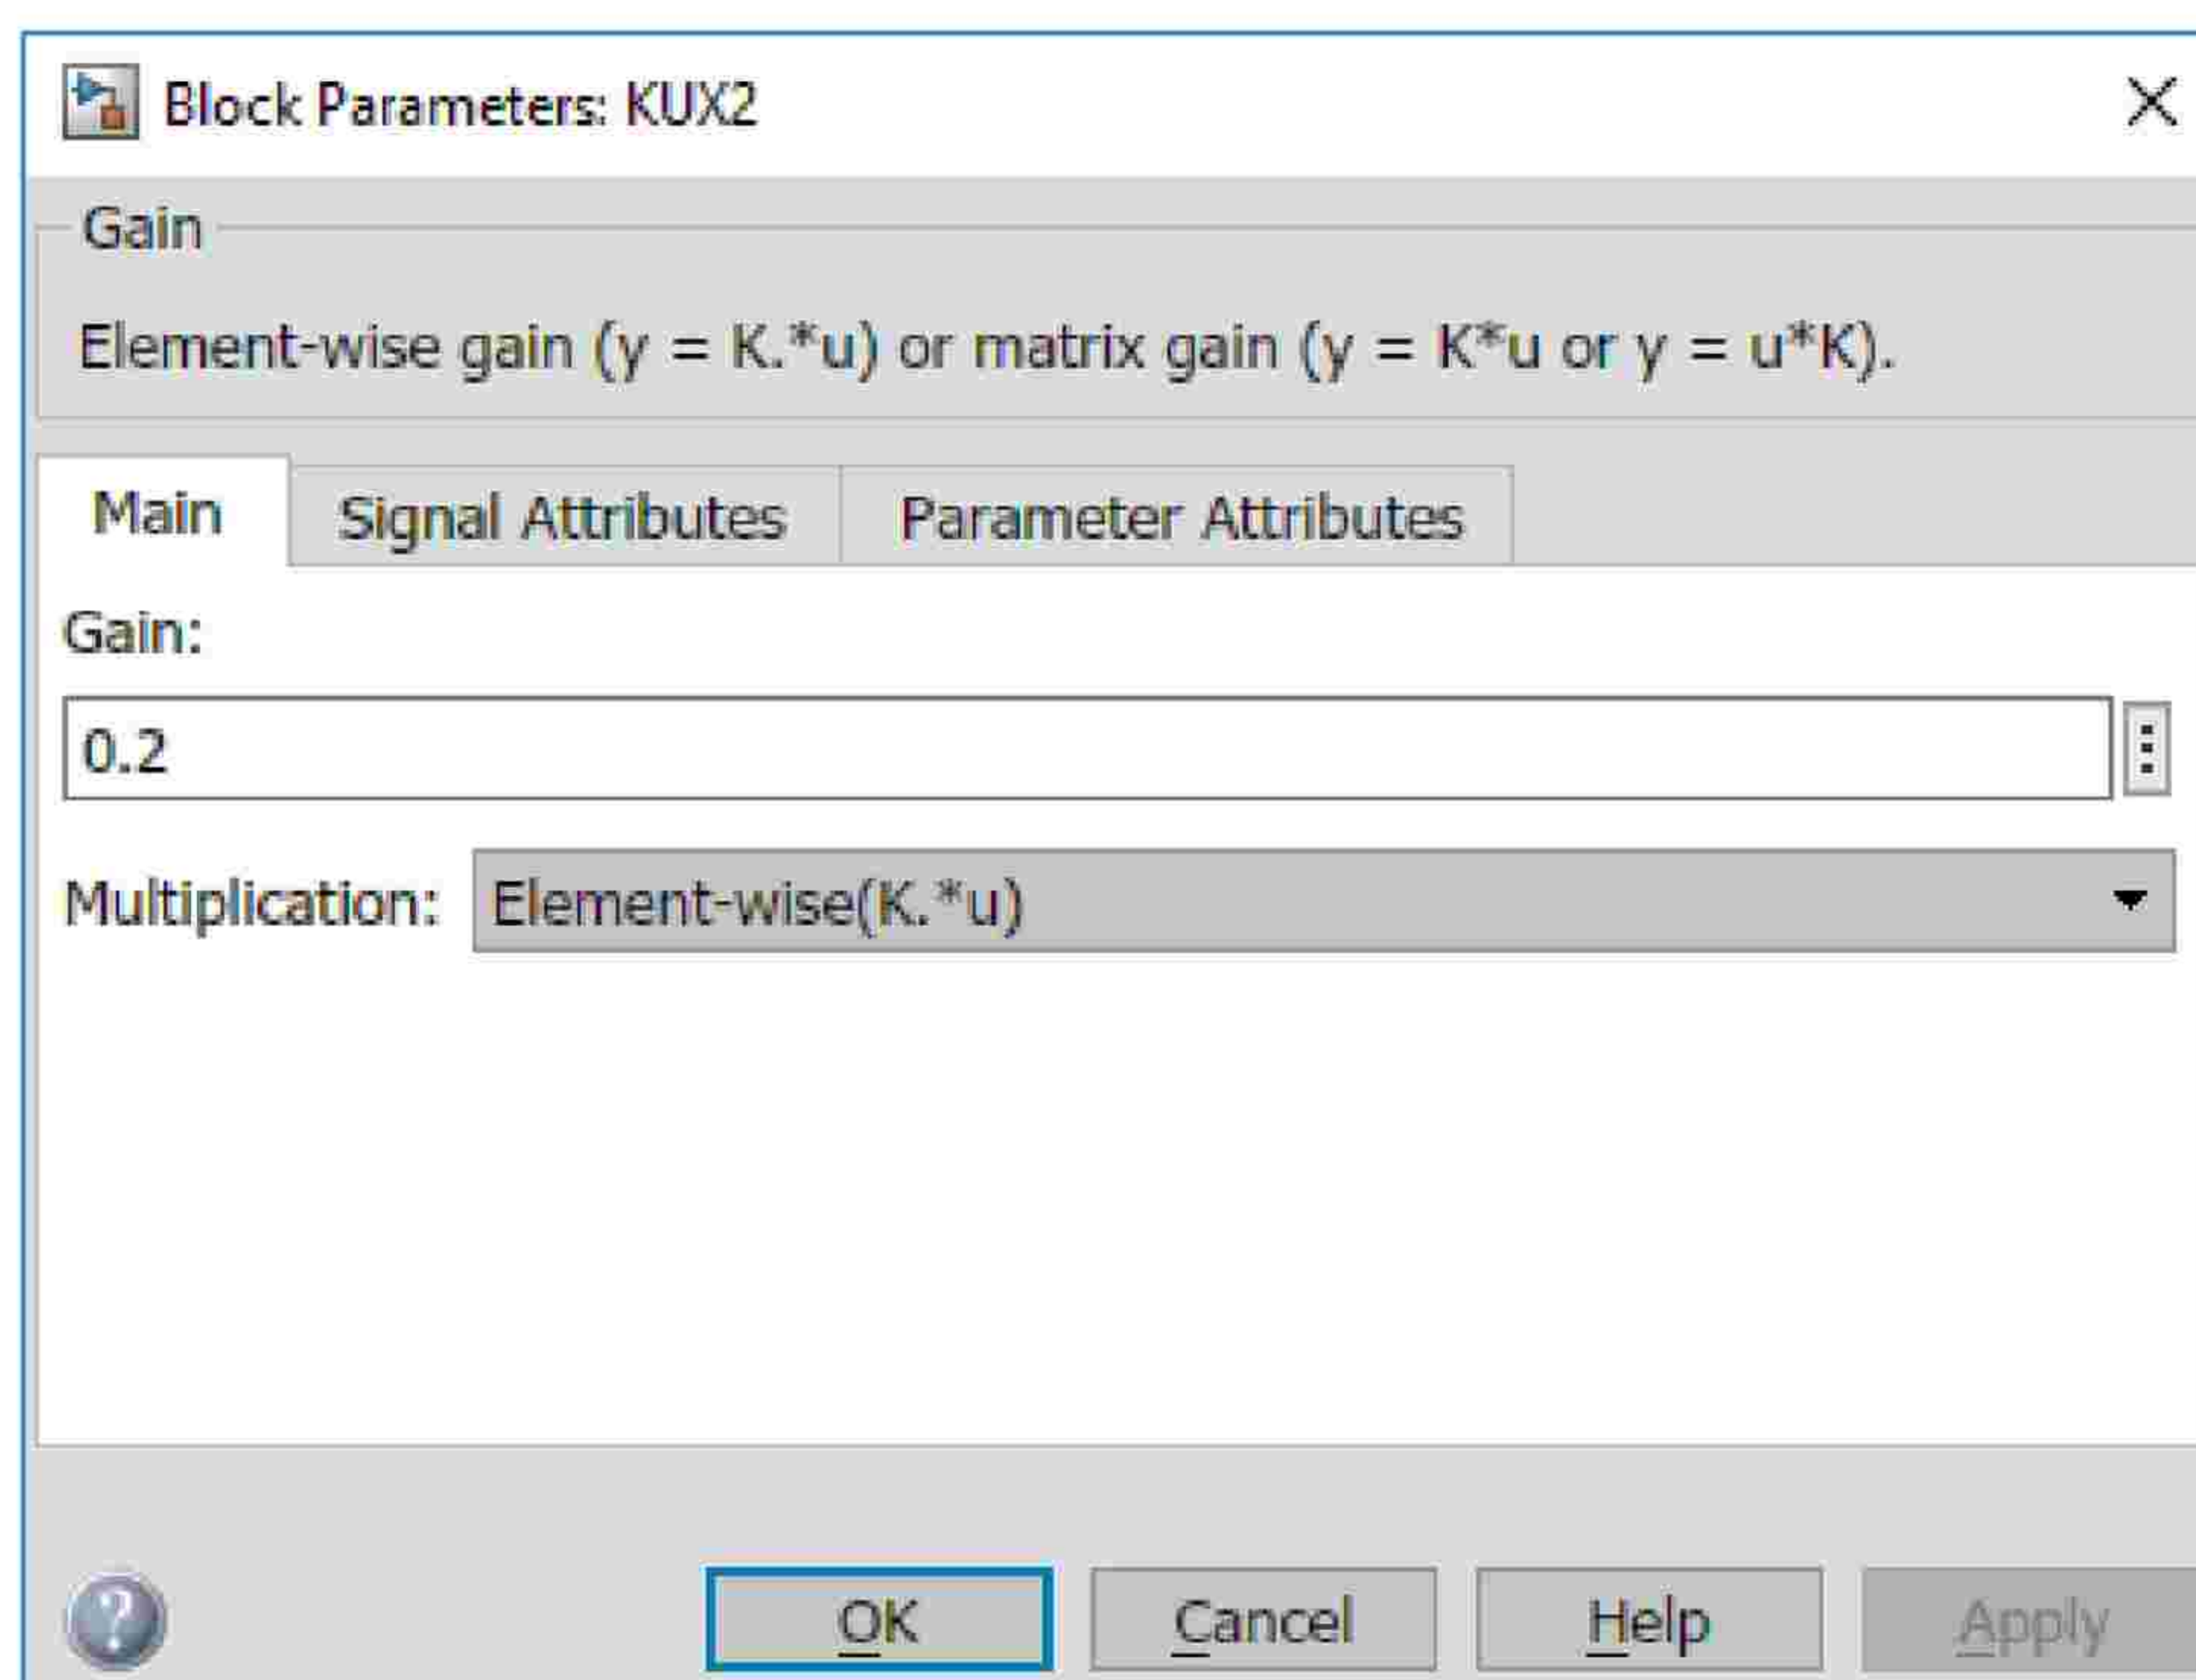 Block Parameters: KUX2
Gain
Element-wise gain (y = K.*u) or matrix gain (y = K*u or y = u*K).
Main Signal Attributes Parameter Attributes
Gain:
0.2
Multiplication: Element-wise(K.*u)
? OK Cancel Help Apply